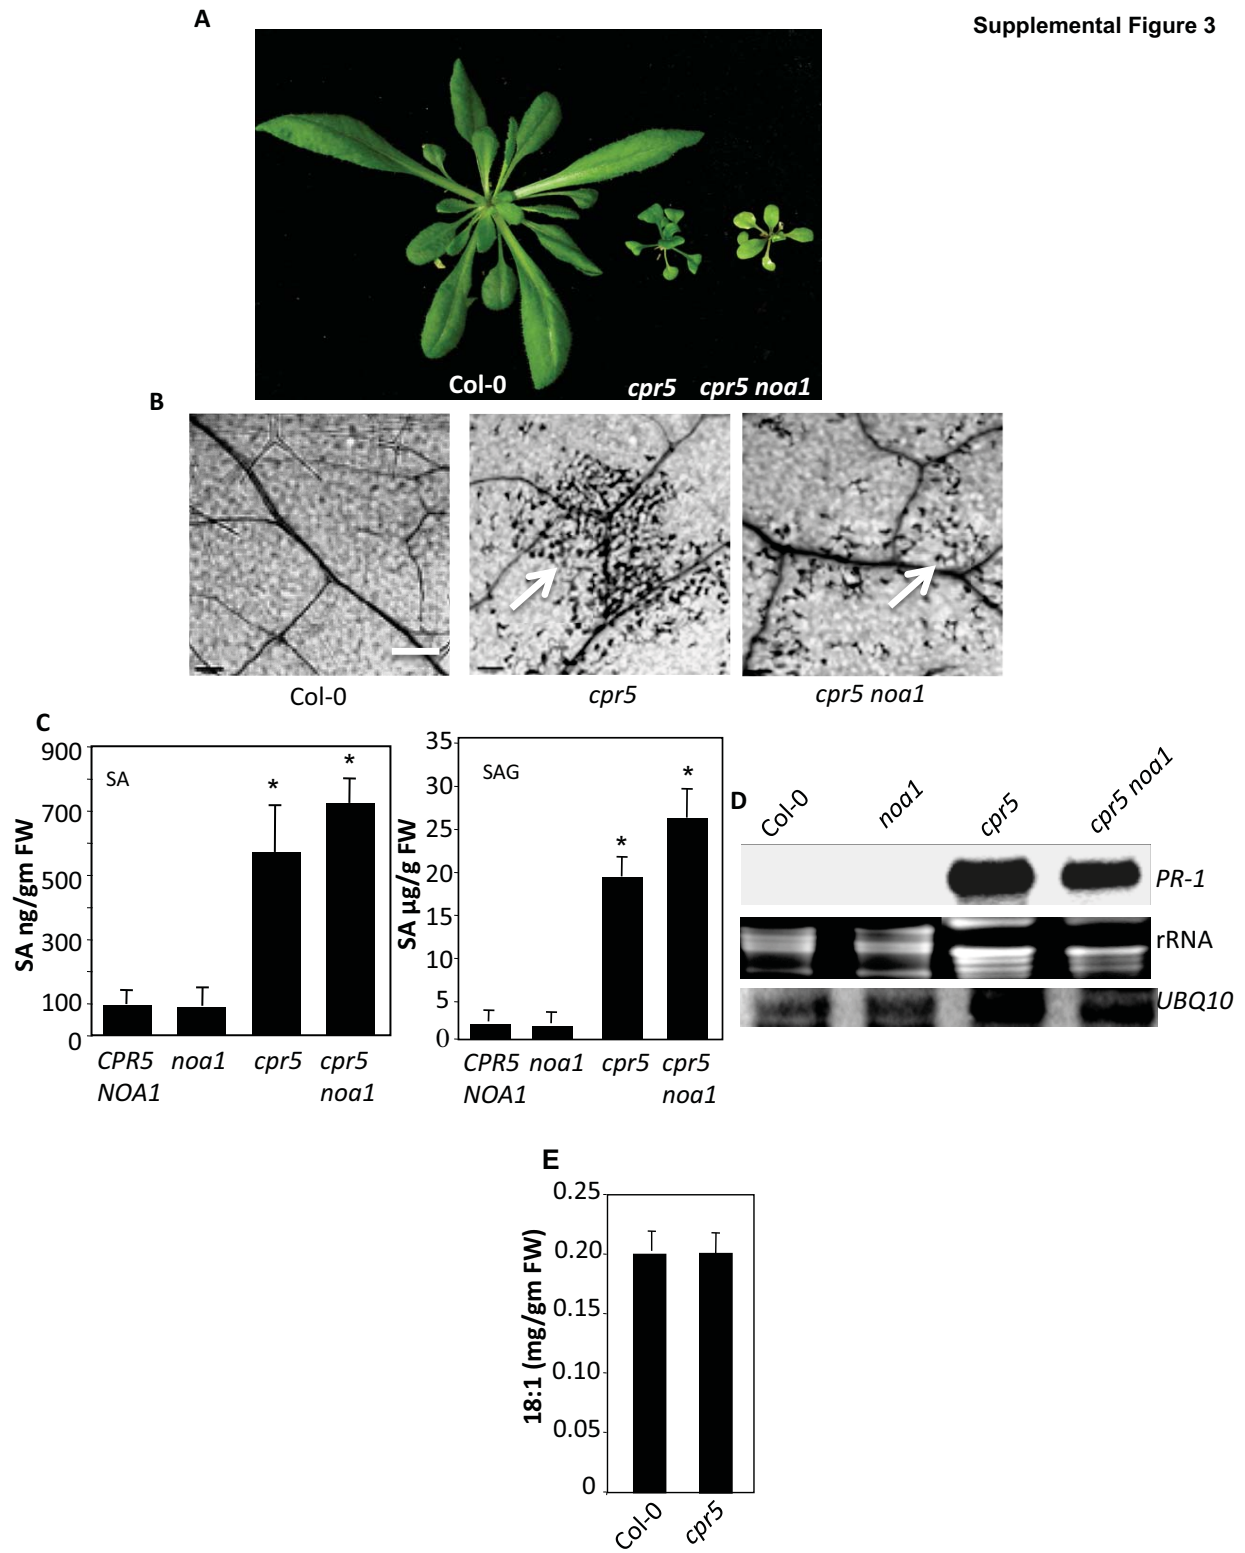 A
Supplemental Figure 3
Col-0
cpr5
cpr5 noa1
B
Col-0
cpr5
cpr5 noa1
C
SA ng/gm FW
900
700
500
300
100
0
SA
*
*
CPR5 NOA1
noa1
cpr5
cpr5 noa1
SA µg/g FW
35
30
25
20
15
10
5
0
SAG
*
*
CPR5 NOA1
noa1
cpr5
cpr5 noa1
D
Col-0
noa1
cpr5
cpr5 noa1
PR-1
rRNA
UBQ10
E
18:1 (mg/gm FW)
0.25
0.20
0.15
0.10
0.05
0
Col-0
cpr5